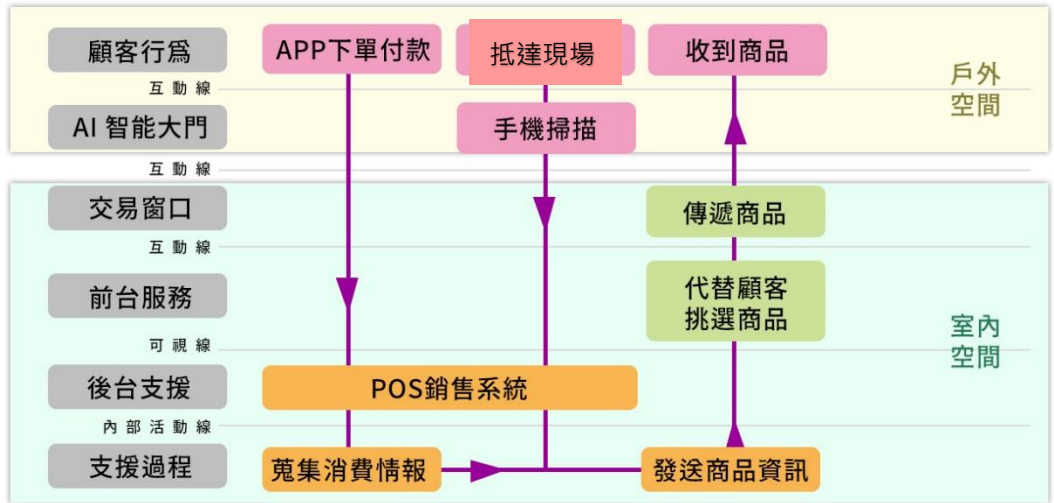 顧客行爲
APP下單付款
抵達現場
收到商品
互動線
戶外
空間
AI 智能大門
手機掃描
互動線
交易窗口
傳遞商品
互動線
前台服務
代替顧客
挑選商品
室內
空間
可視線
後台支援
POS銷售系統
內部活動線
支援過程
蒐集消費情報
發送商品資訊